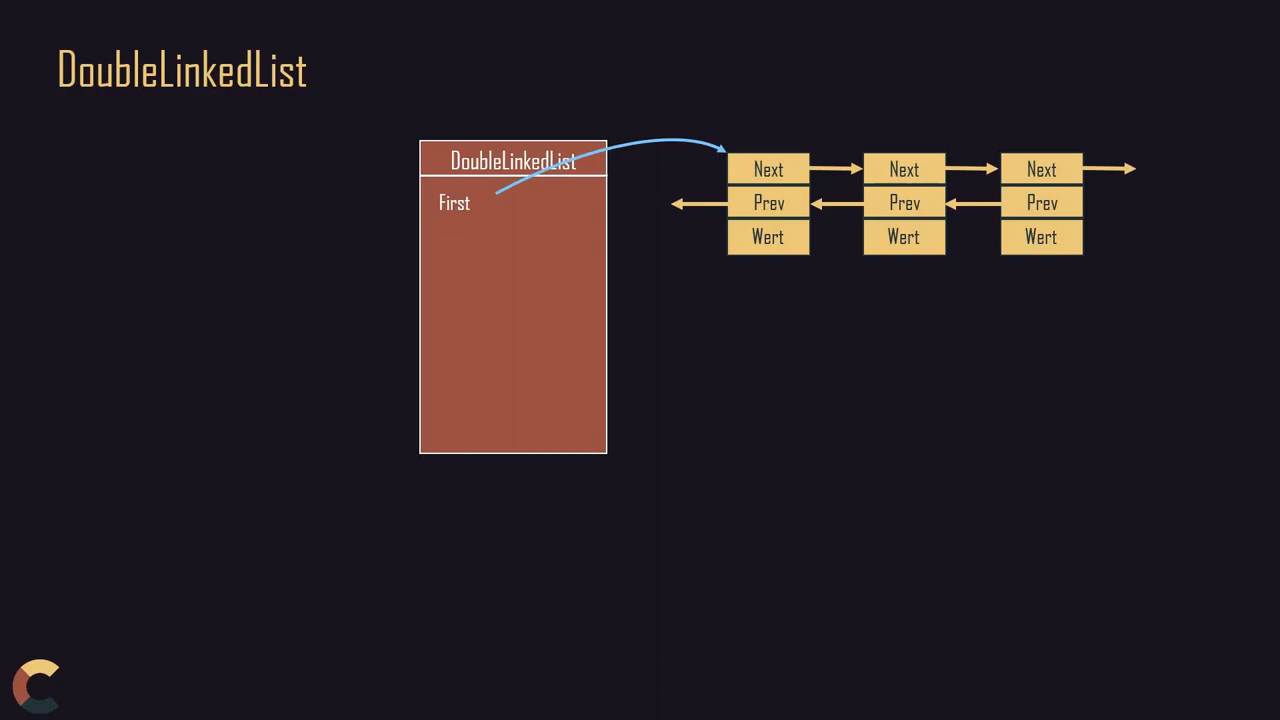 DoubleLinkedList
DoubleLinkedList
First
Next Next Next
Prev Prev Prev
Wert Wert Wert